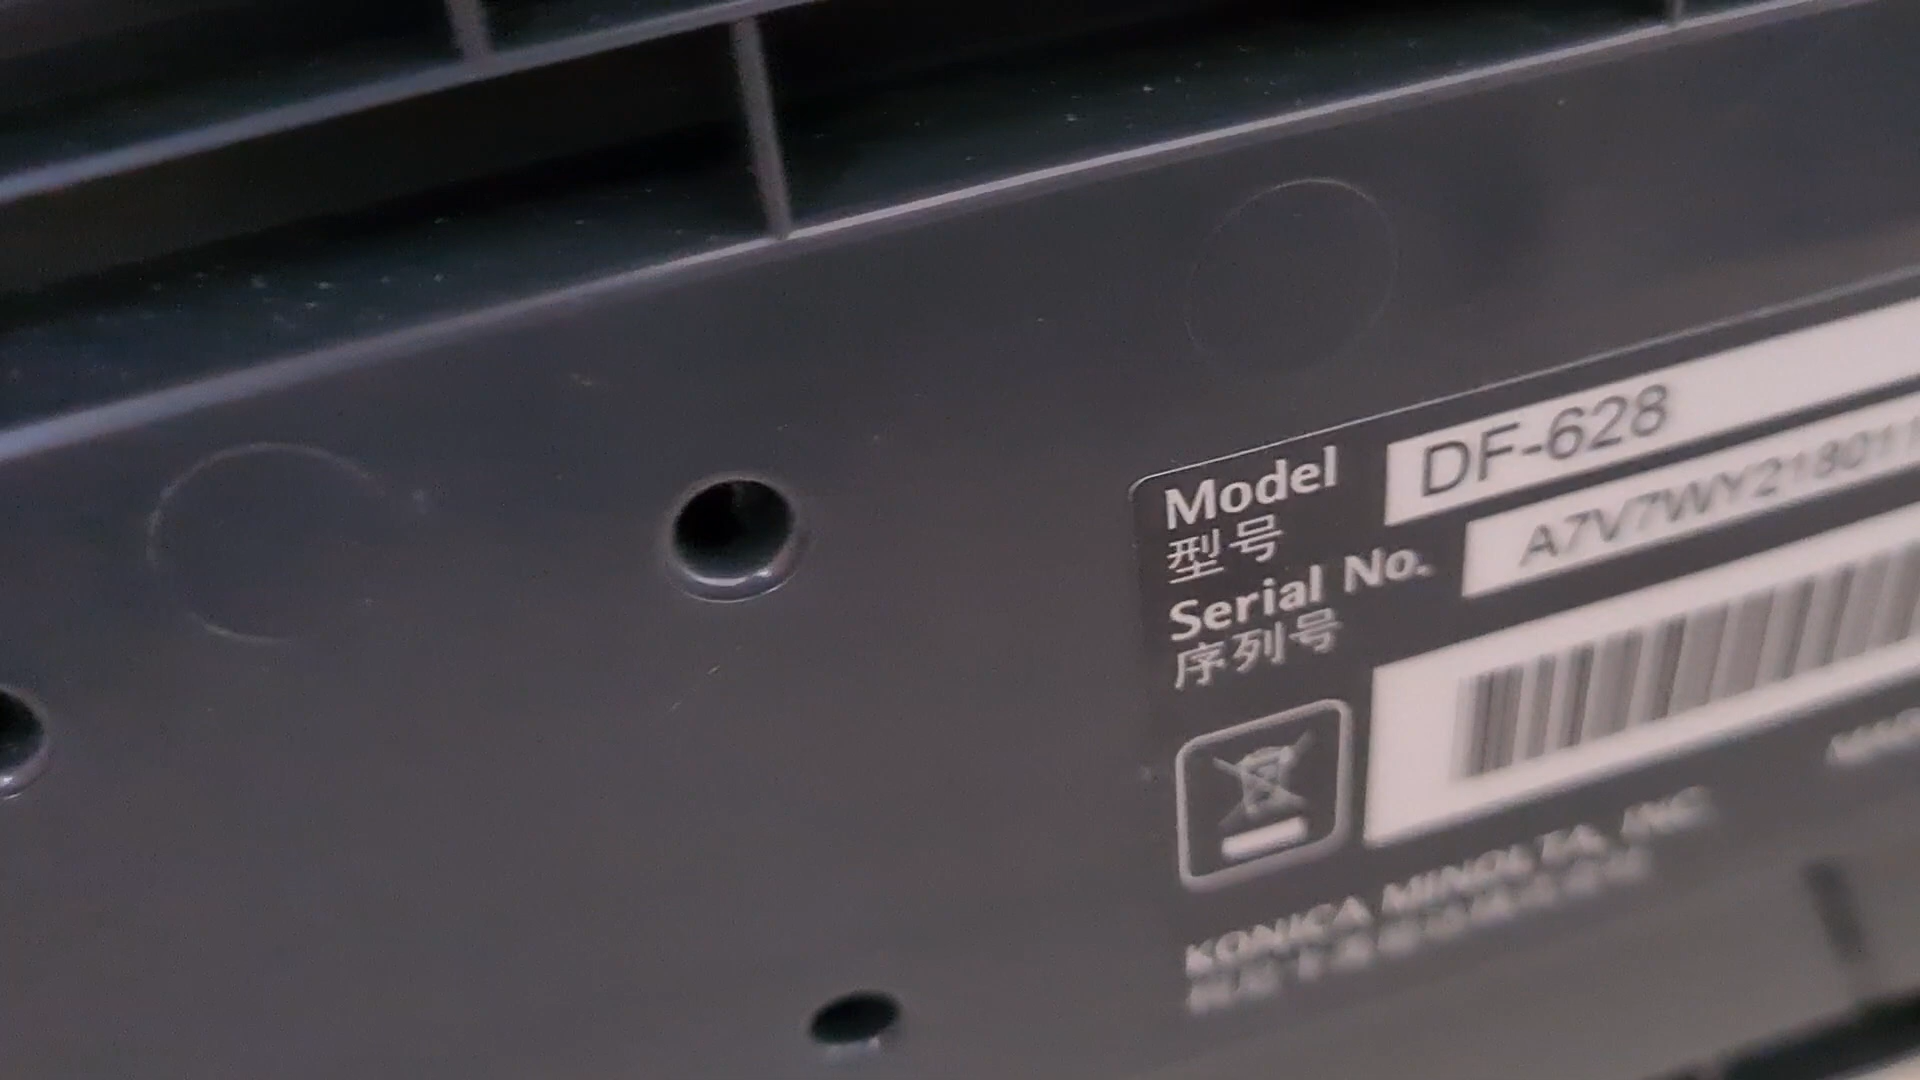 Model DF-628
型号
Serial No. A7V7WY218011
序列号
KONICA MINOLTA, INC.